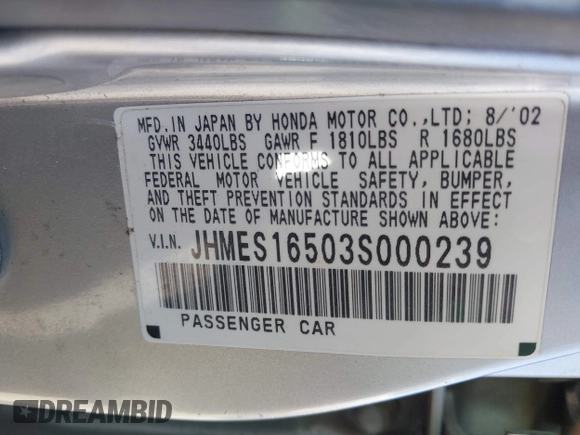 MFD.IN JAPAN BY HONDA MOTOR CO.,LTD; 8/'02
GVWR 3440LBS GAWR F 1810LBS R 1680LBS
THIS VEHICLE CONFORMS TO ALL APPLICABLE
FEDERAL MOTOR VEHICLE SAFETY, BUMPER,
AND THEFT PREVENTION STANDARDS IN EFFECT
ON THE DATE OF MANUFACTURE SHOWN ABOVE:
V.I.N. JHMES16503S000239
PASSENGER CAR
DREAMBID